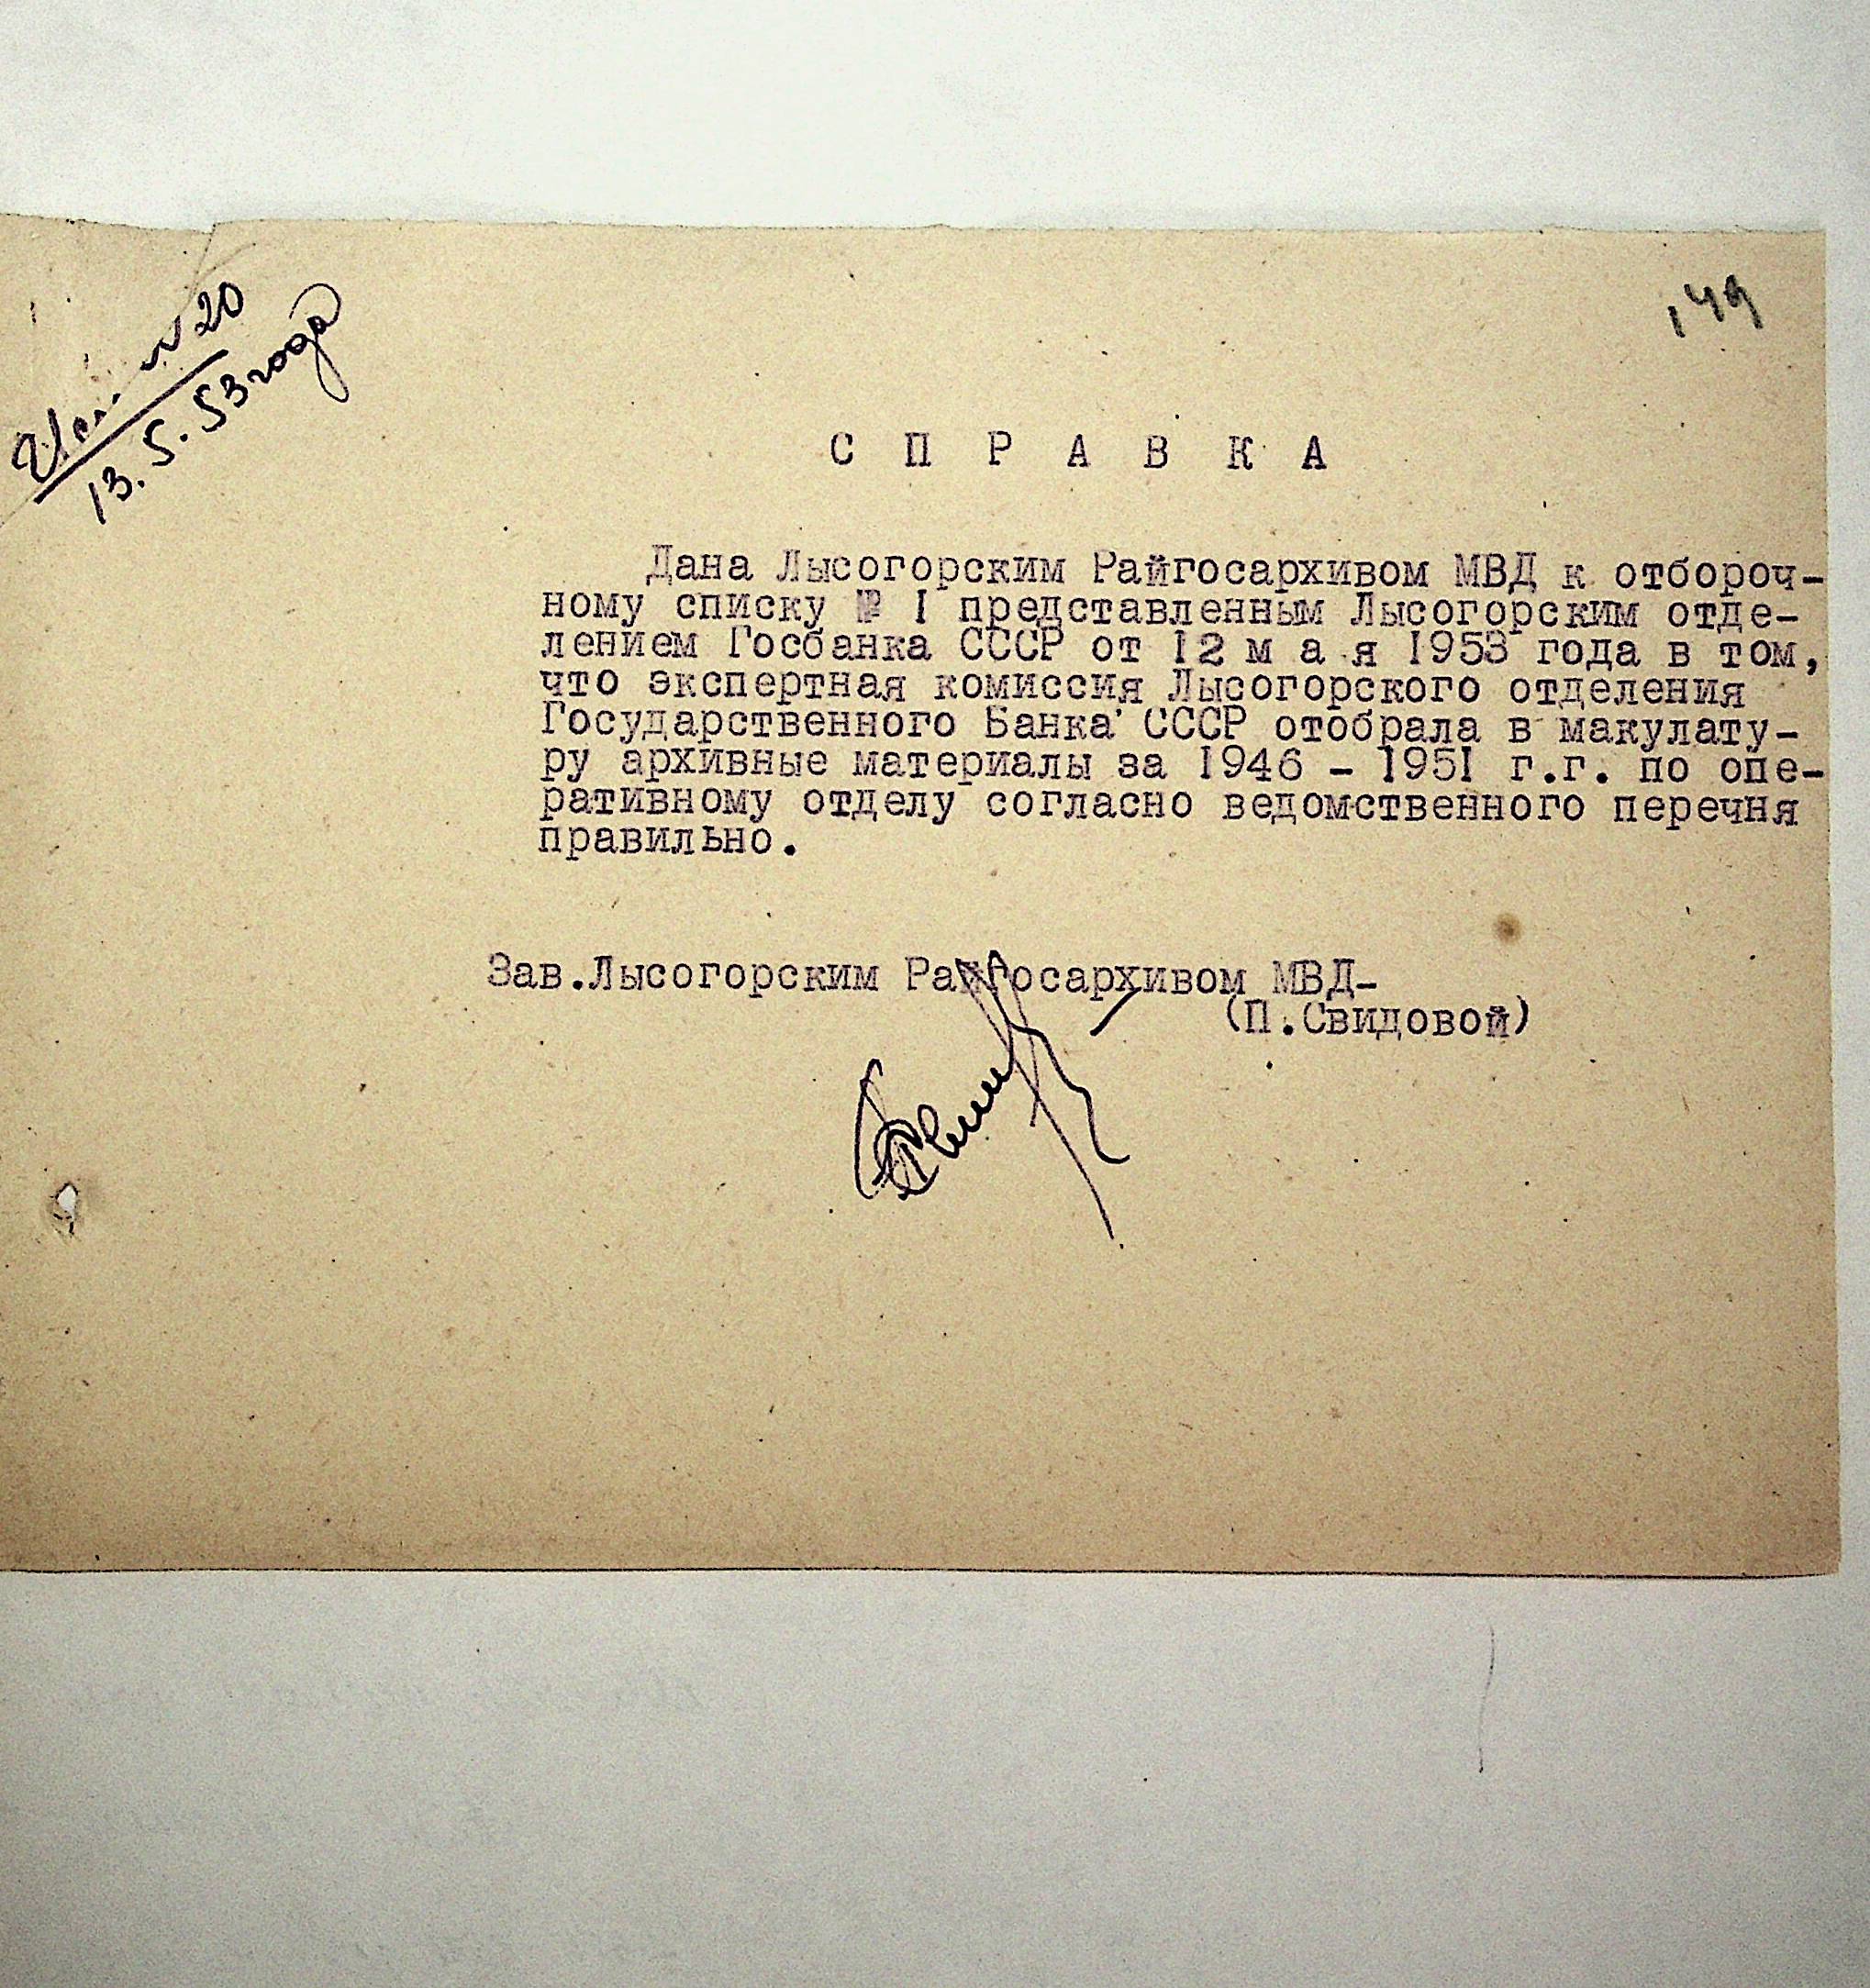 Исх. № 20
13.5.53 года
149
С П Р А В К А
Дана Лысогорским Райгосархивом МВД к отбороч-
ному списку № I представленным Лысогорским отде-
лением Госбанка СССР от 12 м а я 1953 года в том,
что экспертная комиссия Лысогорского отделения
Государственного Банка СССР отобрала в макулату-
ру архивные материалы за 1946 - 1951 г.г. по опе-
ративному отделу согласно ведомственного перечня
правильно.
Зав.Лысогорским Райгосархивом МВД-
(П.Свидовой)